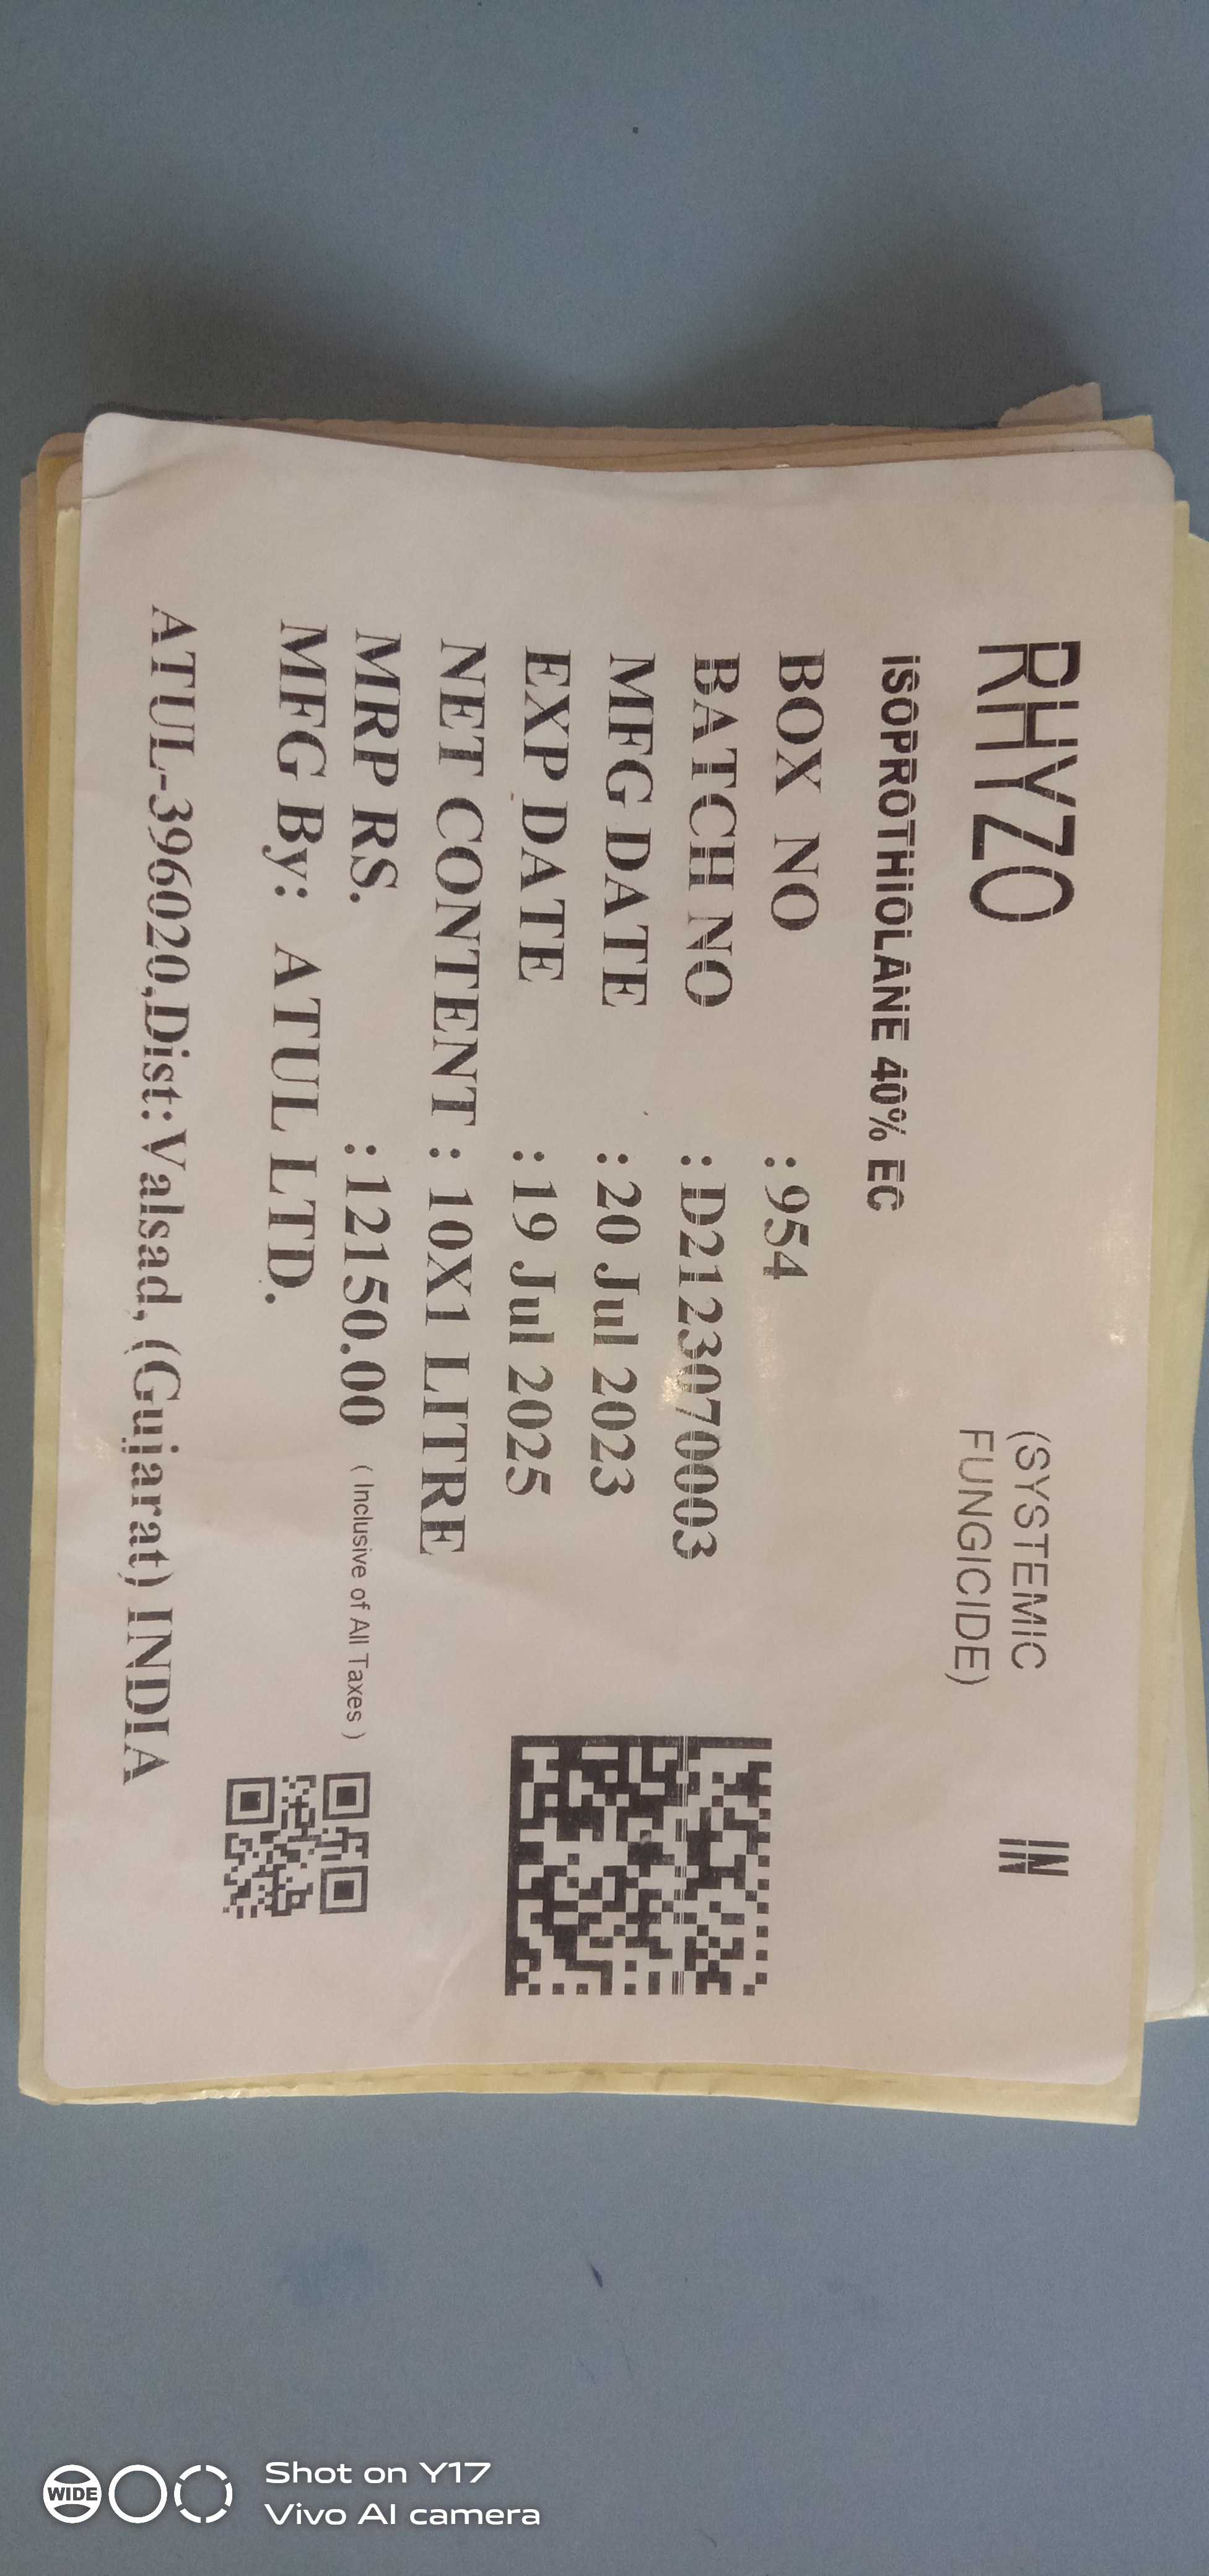 RHYZO
(SYSTEMIC
FUNGICIDE)
IN
ISOPROTHIOLANE 40% EC
BOX NO :954
BATCH NO : D212307003
MFG DATE : 20 Jul 2023
EXP DATE : 19 Jul 2025
NET CONTENT : 10X1 LITRE
MRP RS. : 12150.00 ( Inclusive of All Taxes )
MFG By: ATUL LTD.
ATUL-396020,Dist:Valsad, (Gujarat) INDIA
WIDE
Shot on Y17
Vivo AI camera